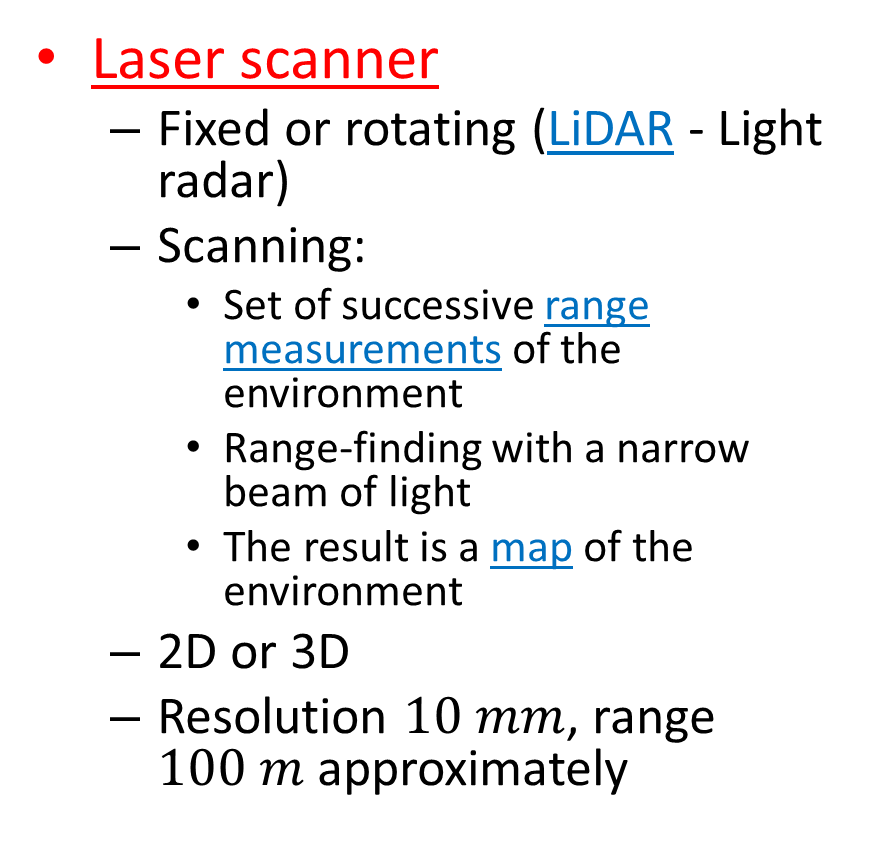 • Laser scanner
– Fixed or rotating (LiDAR - Light
radar)
– Scanning:
• Set of successive range
measurements of the
environment
• Range-finding with a narrow
beam of light
• The result is a map of the
environment
– 2D or 3D
– Resolution 10 mm, range
100 m approximately